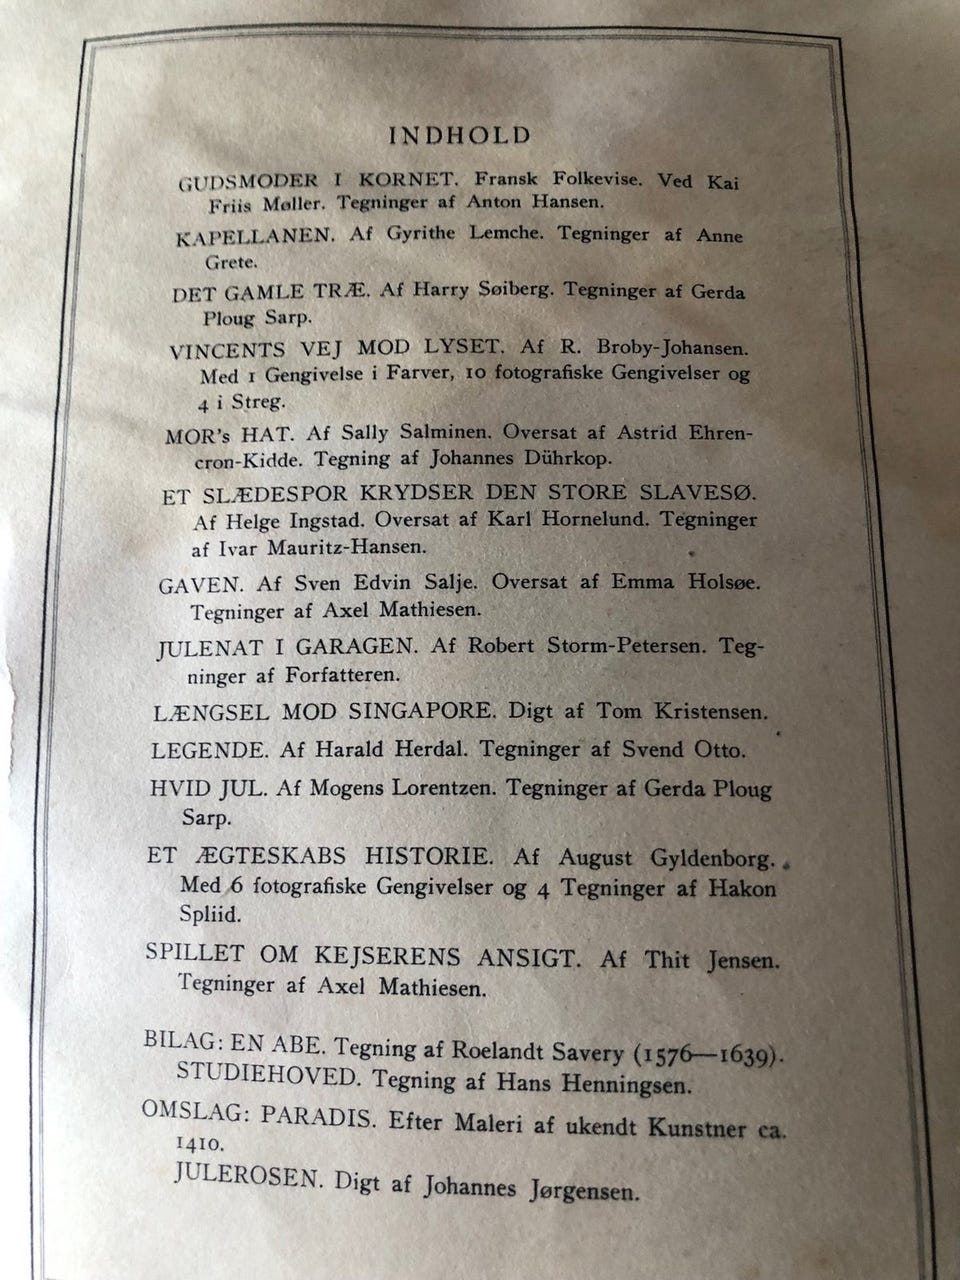 INDHOLD
GUDSMODER I KORNET. Fransk Folkevise. Ved Kai
Friis Møller. Tegninger af Anton Hansen.
KAPELLANEN. Af Gyrithe Lemche. Tegninger af Anne
Grete.
DET GAMLE TRÆ. Af Harry Søiberg. Tegninger af Gerda
Ploug Sarp.
VINCENTS VEJ MOD LYSET. Af R. Broby-Johansen.
Med 1 Gengivelse i Farver, 10 fotografiske Gengivelser og
4 i Streg.
MOR's HAT. Af Sally Salminen. Oversat af Astrid Ehren-
cron-Kidde. Tegning af Johannes Dührkop.
ET SLÆDESPOR KRYDSER DEN STORE SLAVESØ.
Af Helge Ingstad. Oversat af Karl Hornelund. Tegninger
af Ivar Mauritz-Hansen.
GAVEN. Af Sven Edvin Salje. Oversat af Emma Holsøe.
Tegninger af Axel Mathiesen.
JULENAT I GARAGEN. Af Robert Storm-Petersen. Teg-
ninger af Forfatteren.
LÆNGSEL MOD SINGAPORE. Digt af Tom Kristensen.
LEGENDE. Af Harald Herdal. Tegninger af Svend Otto.
HVID JUL. Af Mogens Lorentzen. Tegninger af Gerda Ploug
Sarp.
ET ÆGTESKABS HISTORIE. Af August Gyldenborg.
Med 6 fotografiske Gengivelser og 4 Tegninger af Hakon
Spliid.
SPILLET OM KEJSERENS ANSIGT. Af Thit Jensen.
Tegninger af Axel Mathiesen.
BILAG: EN ABE. Tegning af Roelandt Savery (1576—1639).
STUDIEHOVED. Tegning af Hans Henningsen.
OMSLAG: PARADIS. Efter Maleri af ukendt Kunstner ca.
1410.
JULEROSEN. Digt af Johannes Jørgensen.